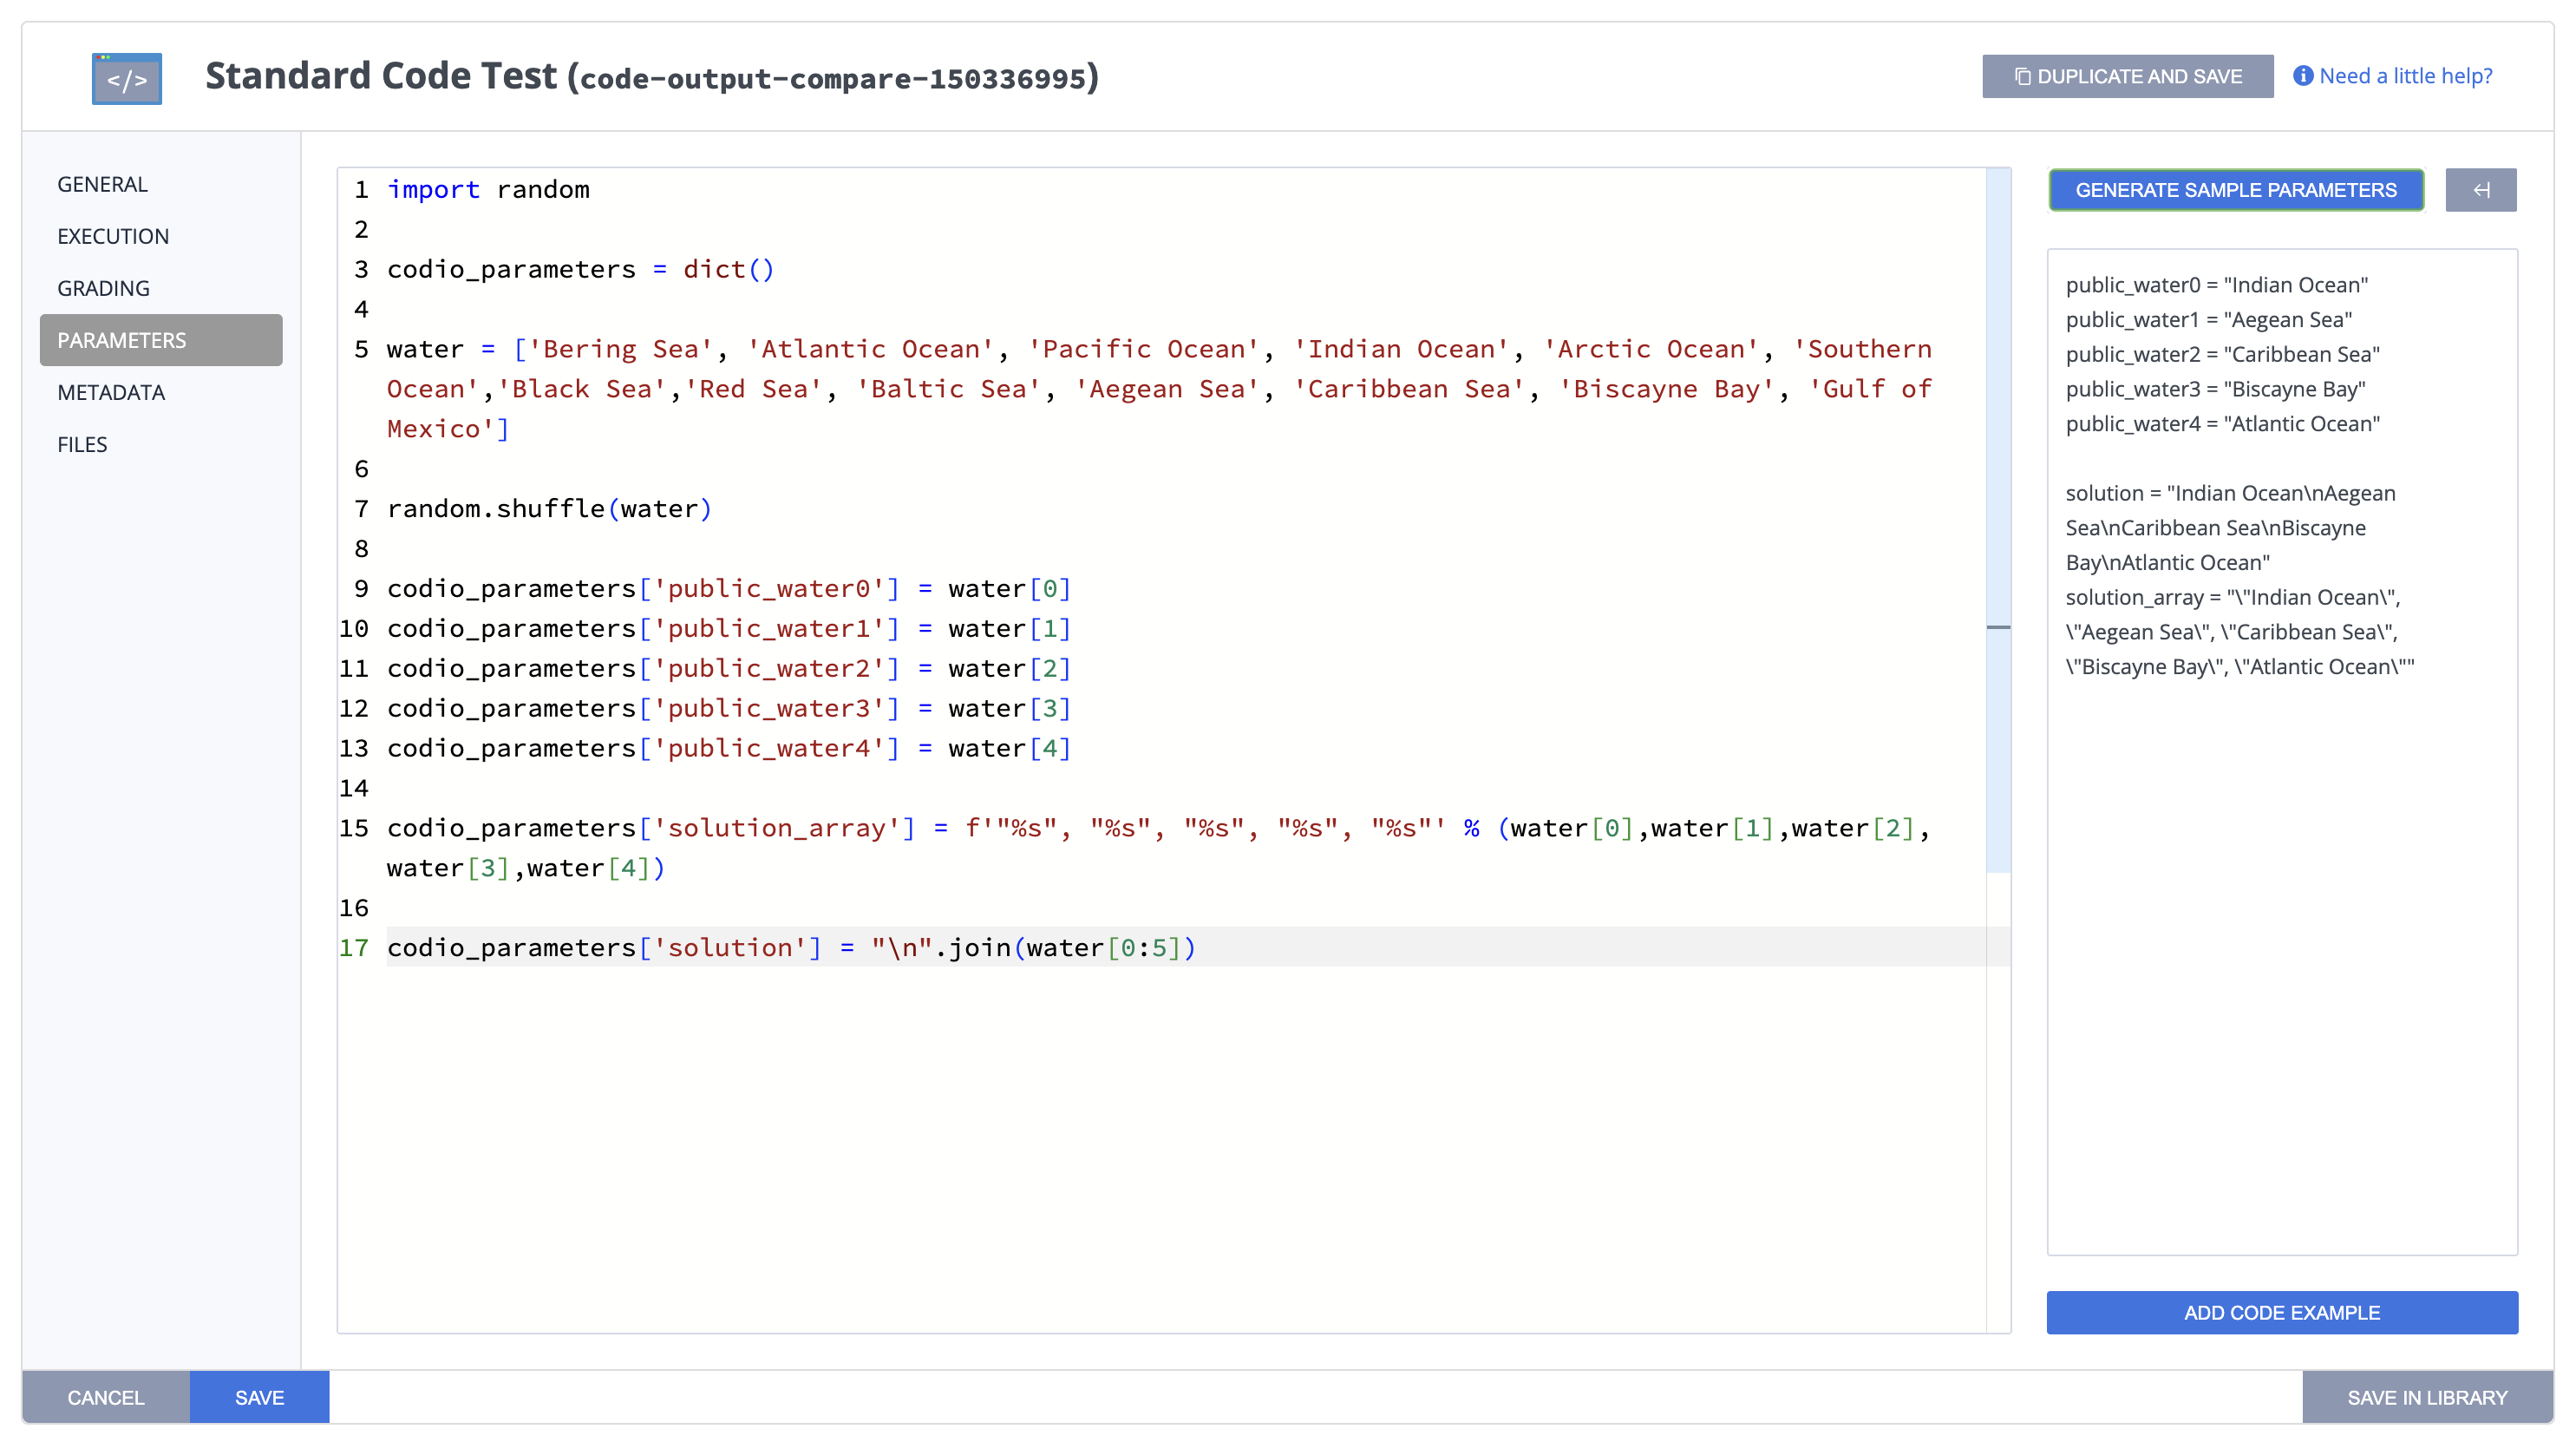 </> Standard Code Test (code-output-compare-150336995)
DUPLICATE AND SAVE
Need a little help?
GENERAL
EXECUTION
GRADING
PARAMETERS
METADATA
FILES
1 import random
2
3 codio_parameters = dict()
4
5 water = ['Bering Sea', 'Atlantic Ocean', 'Pacific Ocean', 'Indian Ocean', 'Arctic Ocean', 'Southern
Ocean','Black Sea','Red Sea', 'Baltic Sea', 'Aegean Sea', 'Caribbean Sea', 'Biscayne Bay', 'Gulf of
Mexico']
6
7 random.shuffle(water)
8
9 codio_parameters['public_water0'] = water[0]
10 codio_parameters['public_water1'] = water[1]
11 codio_parameters['public_water2'] = water[2]
12 codio_parameters['public_water3'] = water[3]
13 codio_parameters['public_water4'] = water[4]
14
15 codio_parameters['solution_array'] = f'"%s", "%s", "%s", "%s", "%s"' % (water[0],water[1],water[2],
water[3],water[4])
16
17 codio_parameters['solution'] = "\n".join(water[0:5])
GENERATE SAMPLE PARAMETERS
public_water0 = "Indian Ocean"
public_water1 = "Aegean Sea"
public_water2 = "Caribbean Sea"
public_water3 = "Biscayne Bay"
public_water4 = "Atlantic Ocean"
solution = "Indian Ocean\nAegean
Sea\nCaribbean Sea\nBiscayne
Bay\nAtlantic Ocean"
solution_array = "\"Indian Ocean\",
\"Aegean Sea\", \"Caribbean Sea\",
\"Biscayne Bay\", \"Atlantic Ocean\""
ADD CODE EXAMPLE
CANCEL
SAVE
SAVE IN LIBRARY